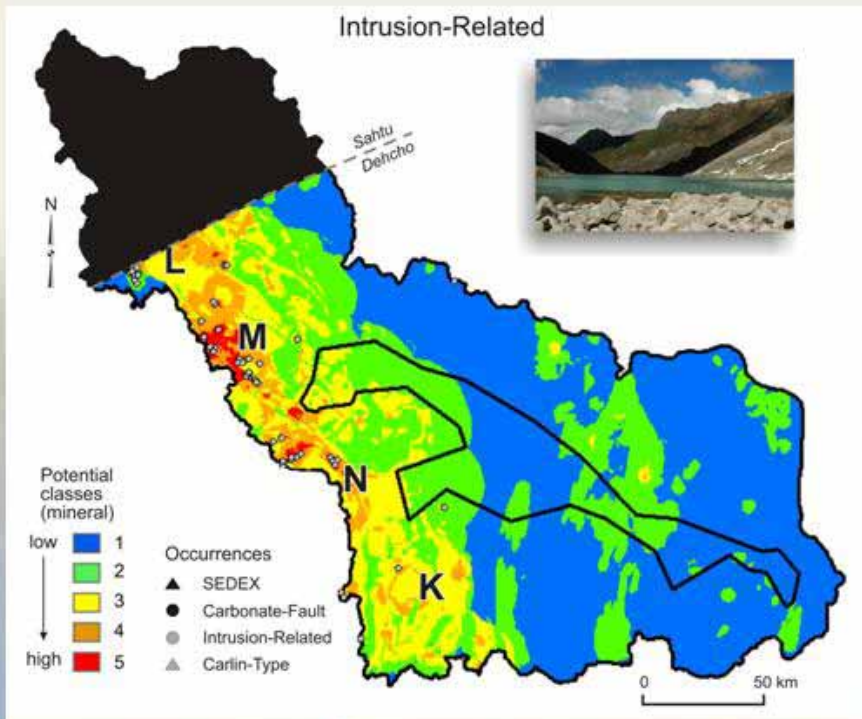 Intrusion-Related
Sahtu
Dehcho
N
L
M
N
K
Potential
classes
(mineral)
low
high
1
2
3
4
5
Occurrences
SEDEX
Carbonate-Fault
Intrusion-Related
Carlin-Type
0 50 km